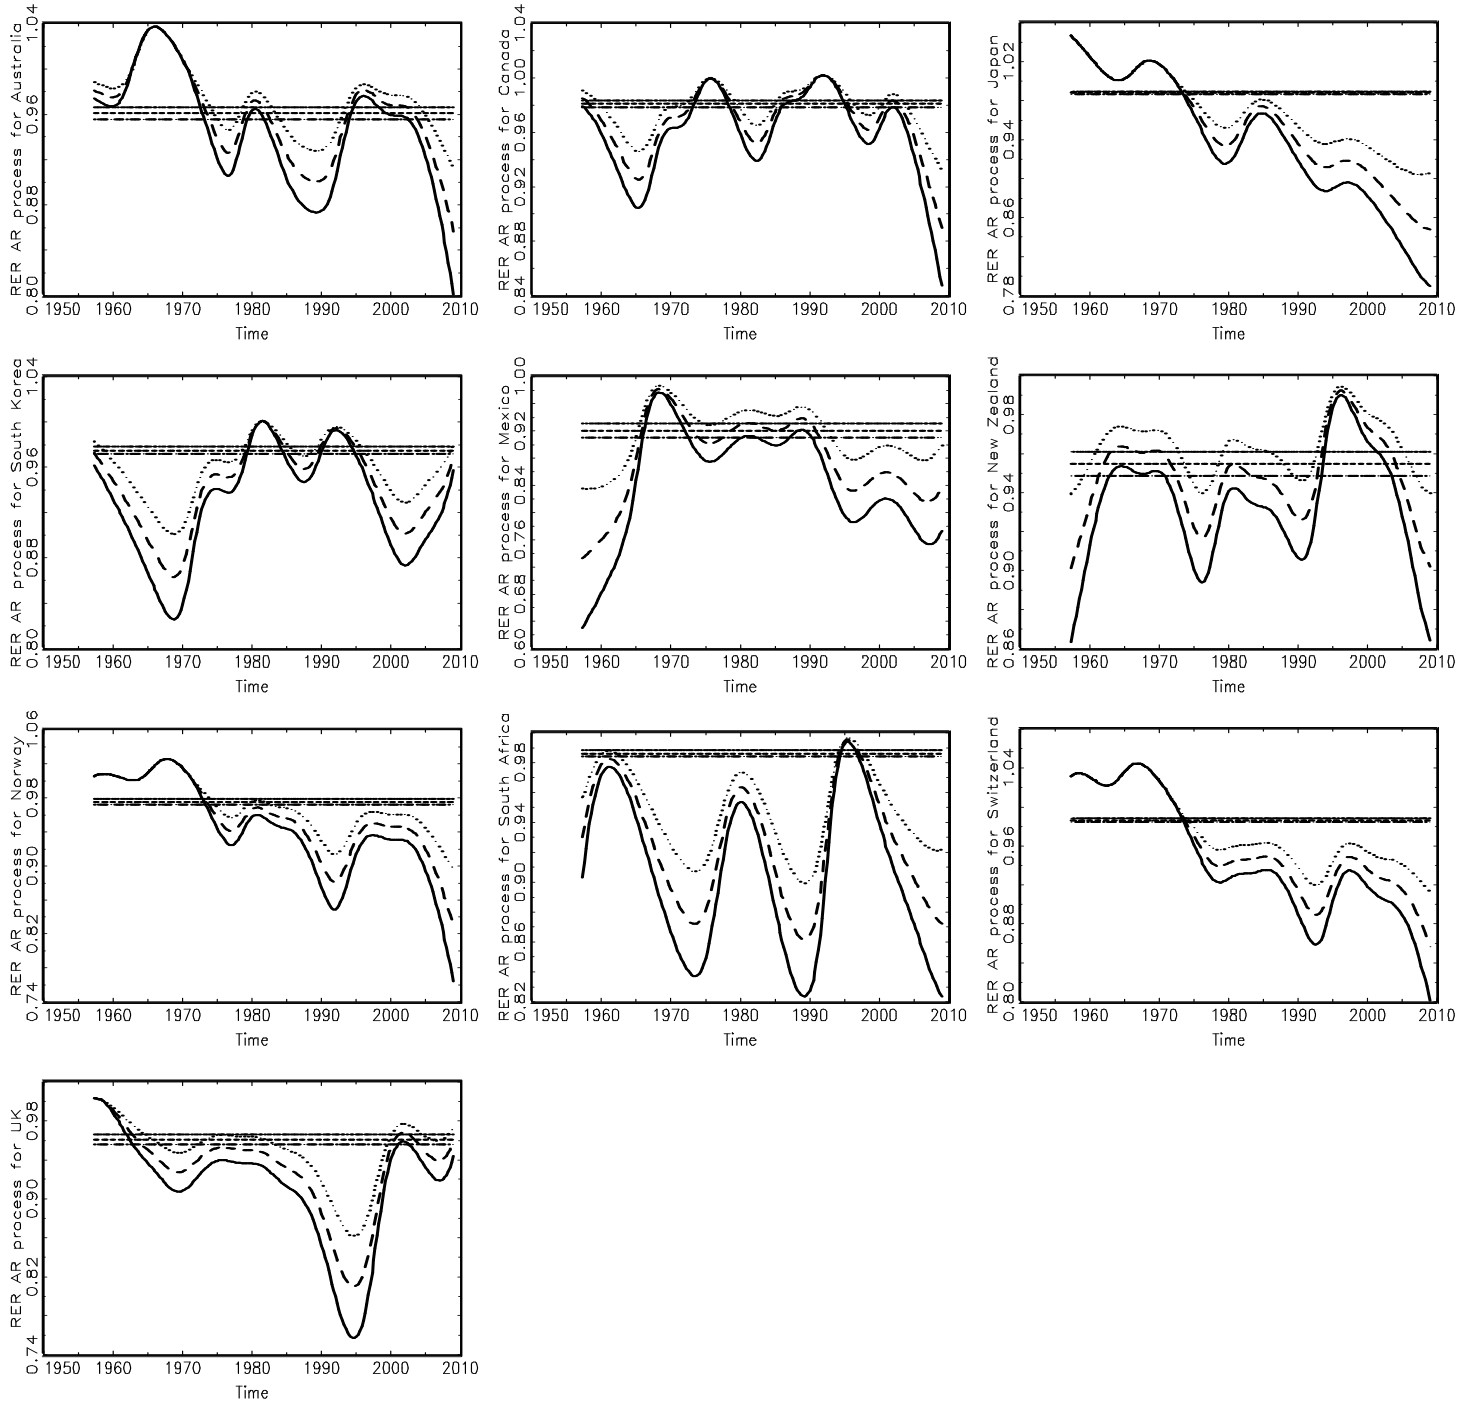 RER AR process for Australia
0.80 0.88 0.96 1.04
1950 1960 1970 1980 1990 2000 2010
Time
RER AR process for Canada
0.84 0.88 0.92 0.96 1.00 1.04
1950 1960 1970 1980 1990 2000 2010
Time
RER AR process for Japan
0.78 0.86 0.94 1.02
1950 1960 1970 1980 1990 2000 2010
Time
RER AR process for South Korea
0.80 0.88 0.96 1.04
1950 1960 1970 1980 1990 2000 2010
Time
RER AR process for Mexico
0.60 0.68 0.76 0.84 0.92 1.00
1950 1960 1970 1980 1990 2000 2010
Time
RER AR process for New Zealand
0.86 0.90 0.94 0.98
1950 1960 1970 1980 1990 2000 2010
Time
RER AR process for Norway
0.74 0.82 0.90 0.98 1.06
1950 1960 1970 1980 1990 2000 2010
Time
RER AR process for South Africa
0.82 0.86 0.90 0.94 0.98
1950 1960 1970 1980 1990 2000 2010
Time
RER AR process for Switzerland
0.80 0.88 0.96 1.04
1950 1960 1970 1980 1990 2000 2010
Time
RER AR process for UK
0.74 0.82 0.90 0.98
1950 1960 1970 1980 1990 2000 2010
Time